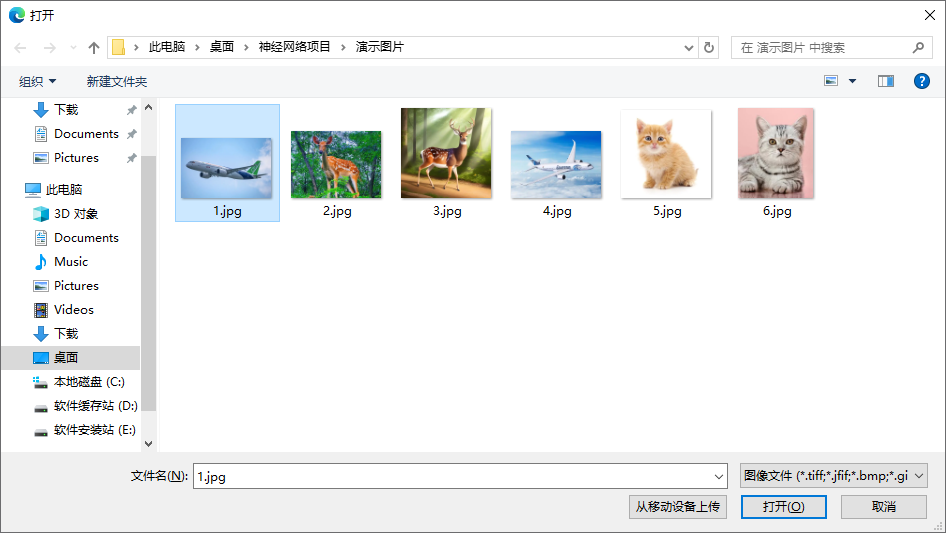 打开
此电脑 › 桌面 › 神经网络项目 › 演示图片
在 演示图片 中搜索
组织
新建文件夹
下载
Documents
Pictures
此电脑
3D 对象
Documents
Music
Pictures
Videos
下载
桌面
本地磁盘 (C:)
软件缓存站 (D:)
软件安装站 (E:)
1.jpg
2.jpg
3.jpg
4.jpg
5.jpg
6.jpg
文件名(N):
1.jpg
图像文件 (*.tiff;*.jfif;*.bmp;*.gi
从移动设备上传
打开(O)
取消